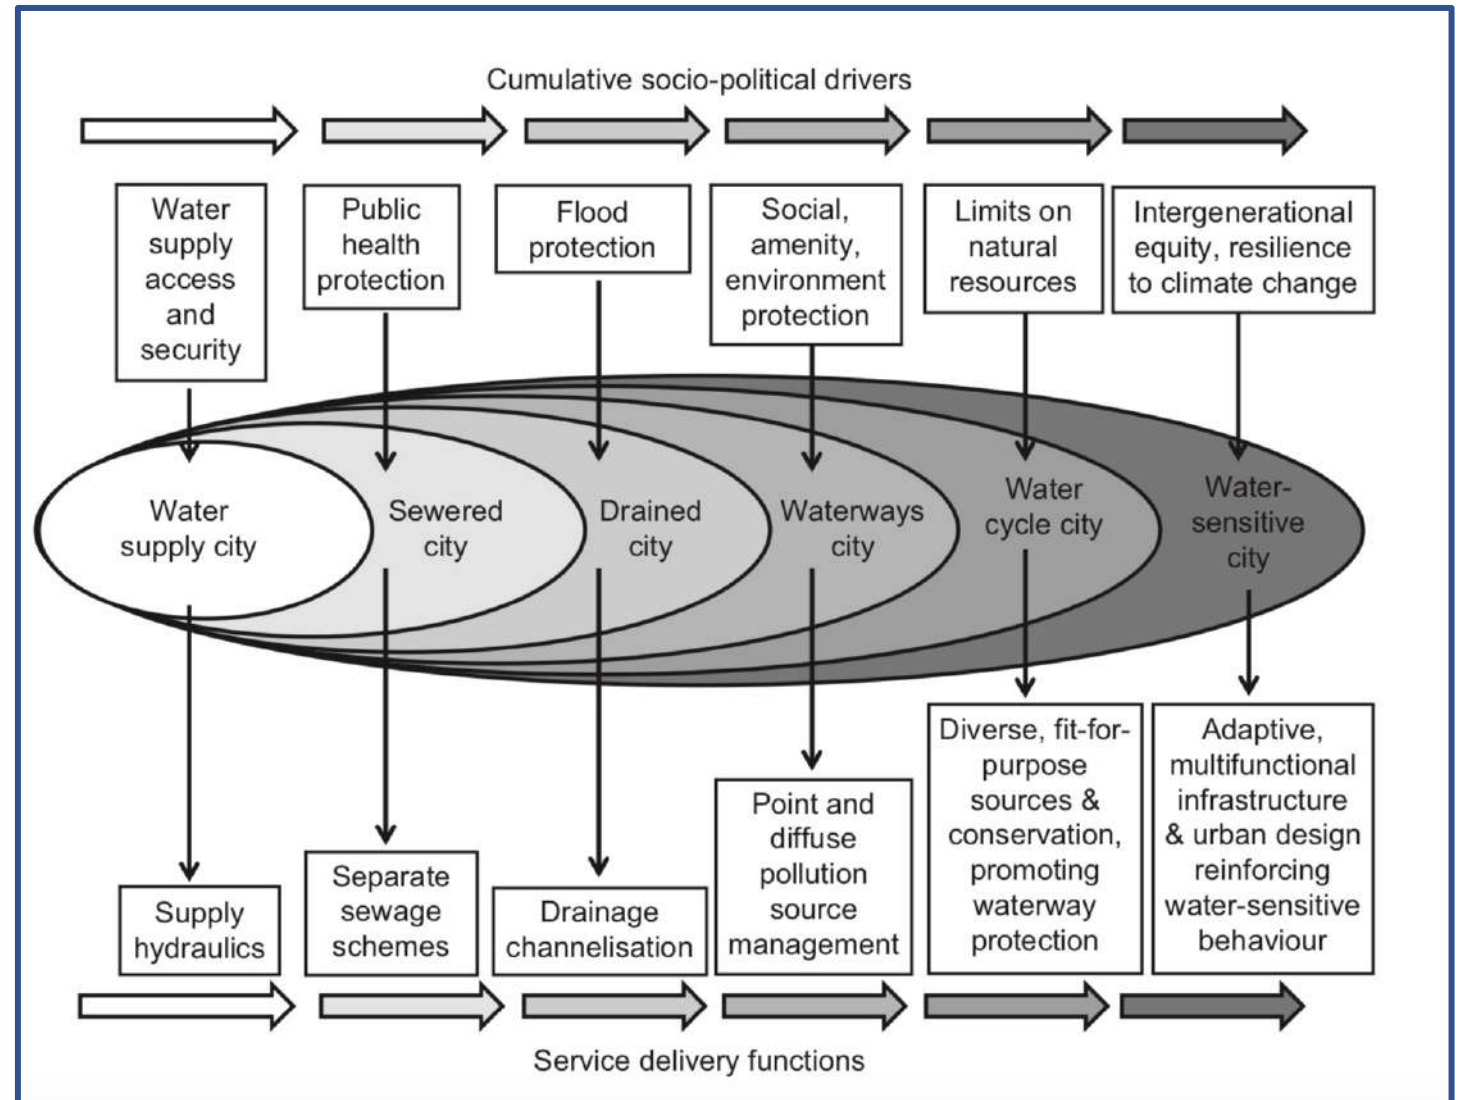 Cumulative socio-political drivers
Water
supply
access
and
security
Public
health
protection
Flood
protection
Social,
amenity,
environment
protection
Limits on
natural
resources
Intergenerational
equity, resilience
to climate change
Water
supply city
Sewered
city
Drained
city
Waterways
city
Water
cycle city
Water-
sensitive
city
Supply
hydraulics
Separate
sewage
schemes
Drainage
channelisation
Point and
diffuse
pollution
source
management
Diverse, fit-for-
purpose
sources &
conservation,
promoting
waterway
protection
Adaptive,
multifunctional
infrastructure
& urban design
reinforcing
water-sensitive
behaviour
Service delivery functions